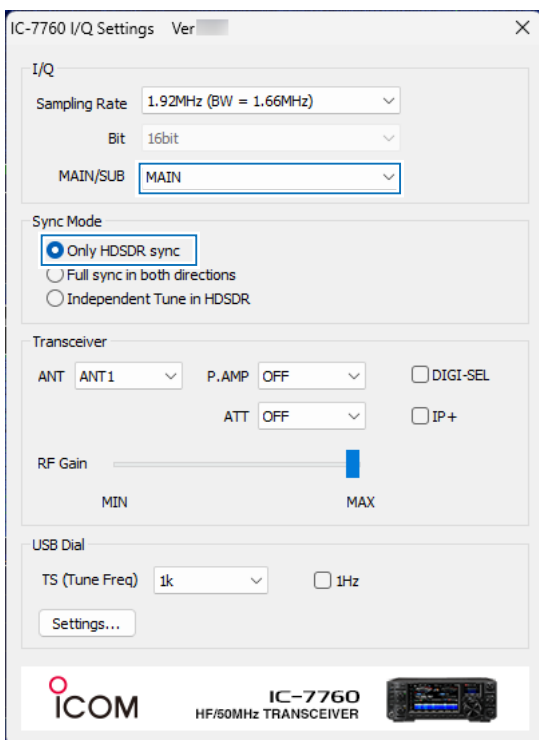 IC-7760 I/Q Settings Ver
I/Q
Sampling Rate 1.92MHz (BW = 1.66MHz)
Bit 16bit
MAIN/SUB MAIN
Sync Mode
Only HDSDR sync
Full sync in both directions
Independent Tune in HDSDR
Transceiver
ANT ANT1 P.AMP OFF DIGI-SEL
ATT OFF IP+
RF Gain
MIN MAX
USB Dial
TS (Tune Freq) 1k 1Hz
Settings...
ICOM IC-7760
HF/50MHz TRANSCEIVER